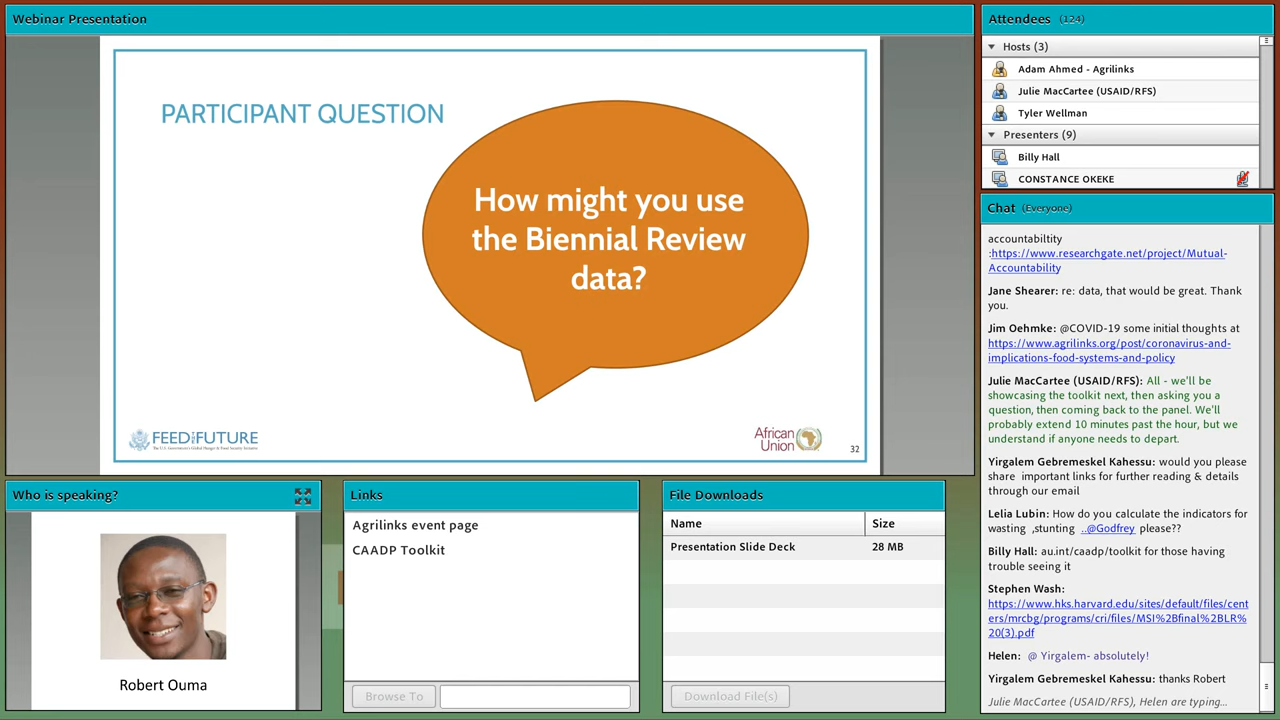 Webinar Presentation
PARTICIPANT QUESTION
How might you use
the Biennial Review
data?
FEED THE FUTURE
The U.S. Government's Global Hunger & Food Security Initiative
African
Union
32
Who is speaking?
Robert Ouma
Links
Agrilinks event page
CAADP Toolkit
Browse To
File Downloads
Name Size
Presentation Slide Deck 28 MB
Download File(s)
Attendees (124)
Hosts (3)
Adam Ahmed - Agrilinks
Julie MacCartee (USAID/RFS)
Tyler Wellman
Presenters (9)
Billy Hall
CONSTANCE OKEKE
Chat (Everyone)
accountabiltity
:https://www.researchgate.net/project/Mutual-
Accountability
Jane Shearer: re: data, that would be great. Thank
you.
Jim Oehmke: @COVID-19 some initial thoughts at
https://www.agrilinks.org/post/coronavirus-and-
implications-food-systems-and-policy
Julie MacCartee (USAID/RFS): All - we'll be
showcasing the toolkit next, then asking you a
question, then coming back to the panel. We'll
probably extend 10 minutes past the hour, but we
understand if anyone needs to depart.
Yirgalem Gebremeskel Kahessu: would you please
share important links for further reading & details
through our email
Lelia Lubin: How do you calculate the indicators for
wasting ,stunting ..@Godfrey please??
Billy Hall: au.int/caadp/toolkit for those having
trouble seeing it
Stephen Wash:
https://www.hks.harvard.edu/sites/default/files/cent
ers/mrcbg/programs/cri/files/MSI%2Bfinal%2BLR%
20(3).pdf
Helen: @ Yirgalem- absolutely!
Yirgalem Gebremeskel Kahessu: thanks Robert
Julie MacCartee (USAID/RFS), Helen are typing...